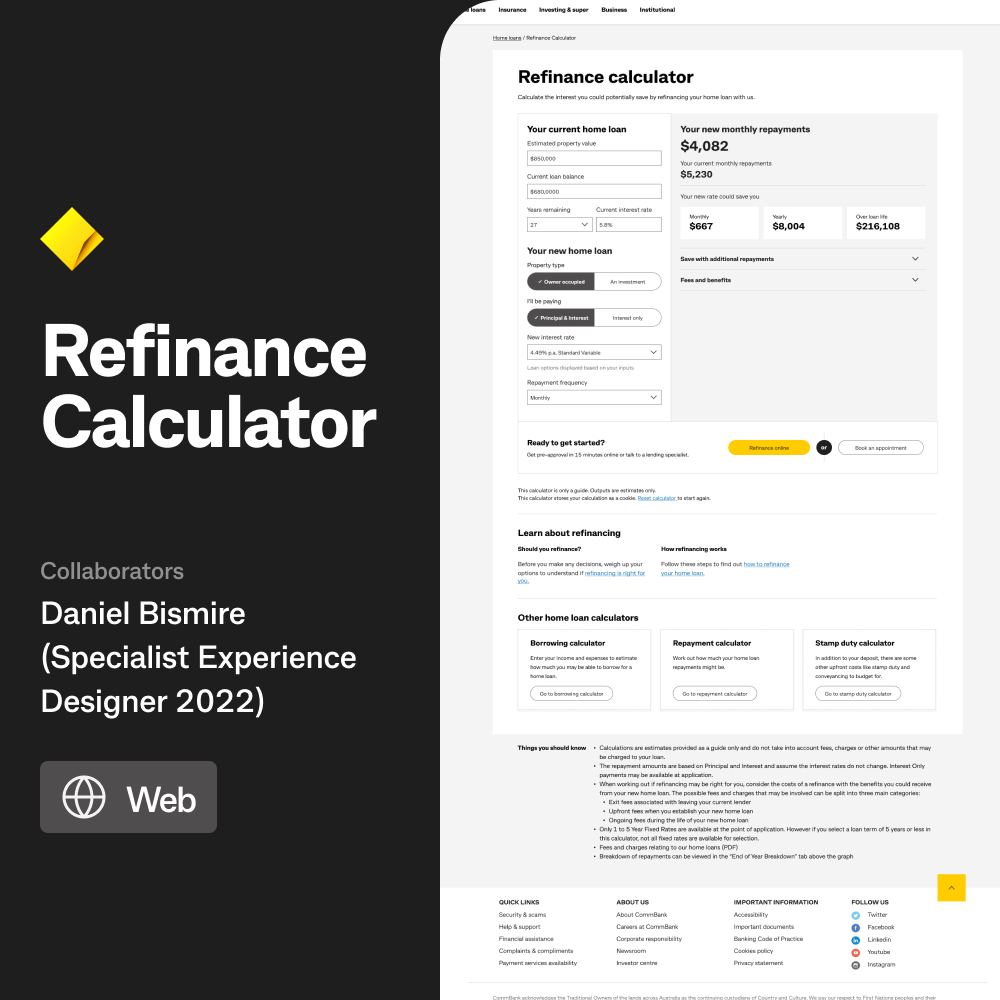 Refinance
Calculator
Collaborators
Daniel Bismire
(Specialist Experience
Designer 2022)
Web
loans Insurance Investing & super Business Institutional
Home loans / Refinance Calculator
Refinance calculator
Calculate the interest you could potentially save by refinancing your home loan with us.
Your current home loan
Estimated property value
$850,000
Current loan balance
$680,0000
Years remaining Current interest rate
27 5.8%
Your new home loan
Property type
✓ Owner occupied An investment
I'll be paying
✓ Principal & Interest Interest only
New interest rate
4.49% p.a, Standard Variable
Loan options displayed based on your inputs
Repayment frequency
Monthly
Your new monthly repayments
$4,082
Your current monthly repayments
$5,230
Your new rate could save you
Monthly Yearly Over loan life
$667 $8,004 $216,108
Save with additional repayments
Fees and benefits
Ready to get started?
Get pre-approval in 15 minutes online or talk to a lending specialist.
Refinance online or Book an appointment
This calculator is only a guide. Outputs are estimates only.
This calculator stores your calculation as a cookie. Reset calculator to start again.
Learn about refinancing
Should you refinance?
Before you make any decisions, weigh up your
options to understand if refinancing is right for
you.
How refinancing works
Follow these steps to find out how to refinance
your home loan.
Other home loan calculators
Borrowing calculator
Enter your income and expenses to estimate
how much you may be able to borrow for a
home loan.
Go to borrowing calculator
Repayment calculator
Work out how much your home loan
repayments might be.
Go to repayment calculator
Stamp duty calculator
In addition to your deposit, there are some
other upfront costs like stamp duty and
conveyancing to budget for.
Go to stamp duty calculator
Things you should know
• Calculations are estimates provided as a guide only and do not take into account fees, charges or other amounts that may
be charged to your loan.
• The repayment amounts are based on Principal and Interest and assume the interest rates do not change. Interest Only
payments may be available at application.
• When working out if refinancing may be right for you, consider the costs of a refinance with the benefits you could receive
from your new home loan. The possible fees and charges that may be involved can be split into three main categories:
• Exit fees associated with leaving your current lender
• Upfront fees when you establish your new home loan
• Ongoing fees during the life of your new home loan
• Only 1 to 5 Year Fixed Rates are available at the point of application. However if you select a loan term of 5 years or less in
this calculator, not all fixed rates are available for selection.
• Fees and charges relating to our home loans (PDF)
• Breakdown of repayments can be viewed in the "End of Year Breakdown" tab above the graph
QUICK LINKS
Security & scams
Help & support
Financial assistance
Complaints & compliments
Payment services availability
ABOUT US
About CommBank
Careers at CommBank
Corporate responsibility
Newsroom
Investor centre
IMPORTANT INFORMATION
Accessibility
Important documents
Banking Code of Practice
Cookies policy
Privacy statement
FOLLOW US
Twitter
Facebook
Linkedin
Youtube
Instagram
CommBank acknowledges the Traditional Owners of the lands across Australia as the continuing custodians of Country and Culture. We pay our respect to First Nations peoples and their